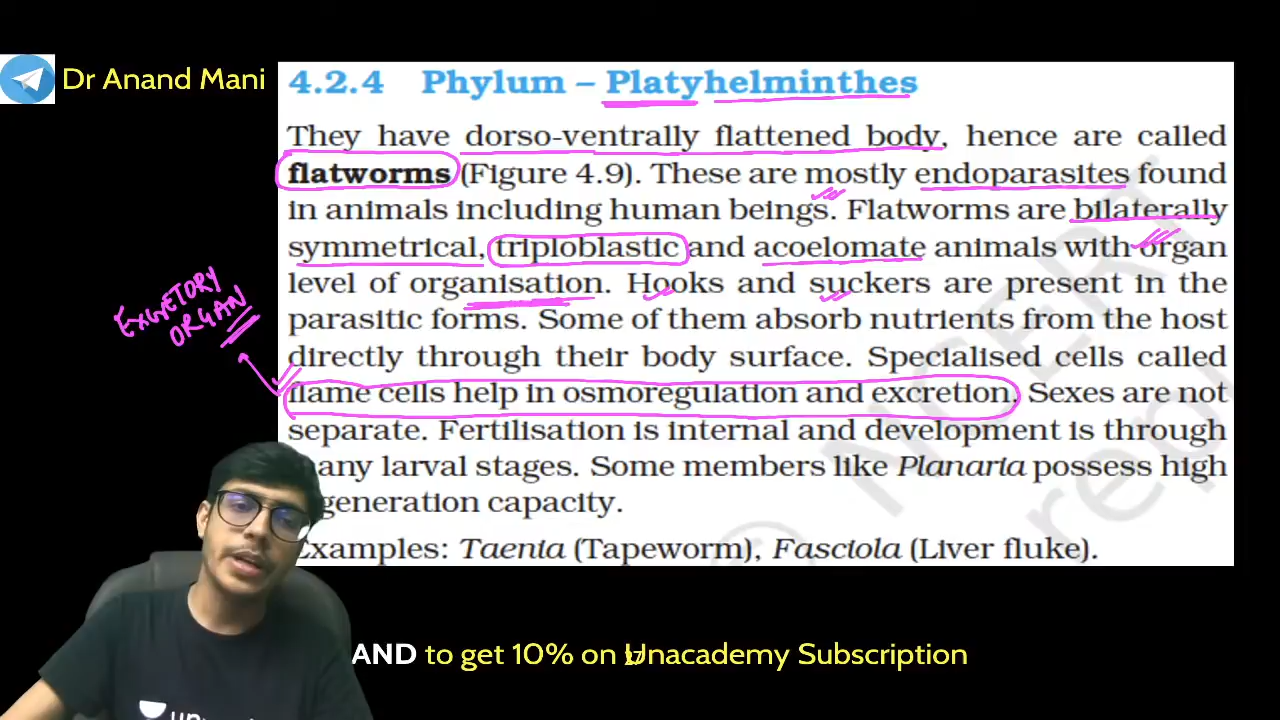 Dr Anand Mani
4.2.4 Phylum – Platyhelminthes
They have dorso-ventrally flattened body, hence are called
flatworms (Figure 4.9). These are mostly endoparasites found
in animals including human beings. Flatworms are bilaterally
symmetrical, triploblastic and acoelomate animals with organ
level of organisation. Hooks and suckers are present in the
parasitic forms. Some of them absorb nutrients from the host
directly through their body surface. Specialised cells called
flame cells help in osmoregulation and excretion. Sexes are not
separate. Fertilisation is internal and development is through
many larval stages. Some members like Planaria possess high
generation capacity.
Examples: Taenia (Tapeworm), Fasciola (Liver fluke).
EXCRETORY
ORGAN
© NCERT
AND to get 10% on Unacademy Subscription